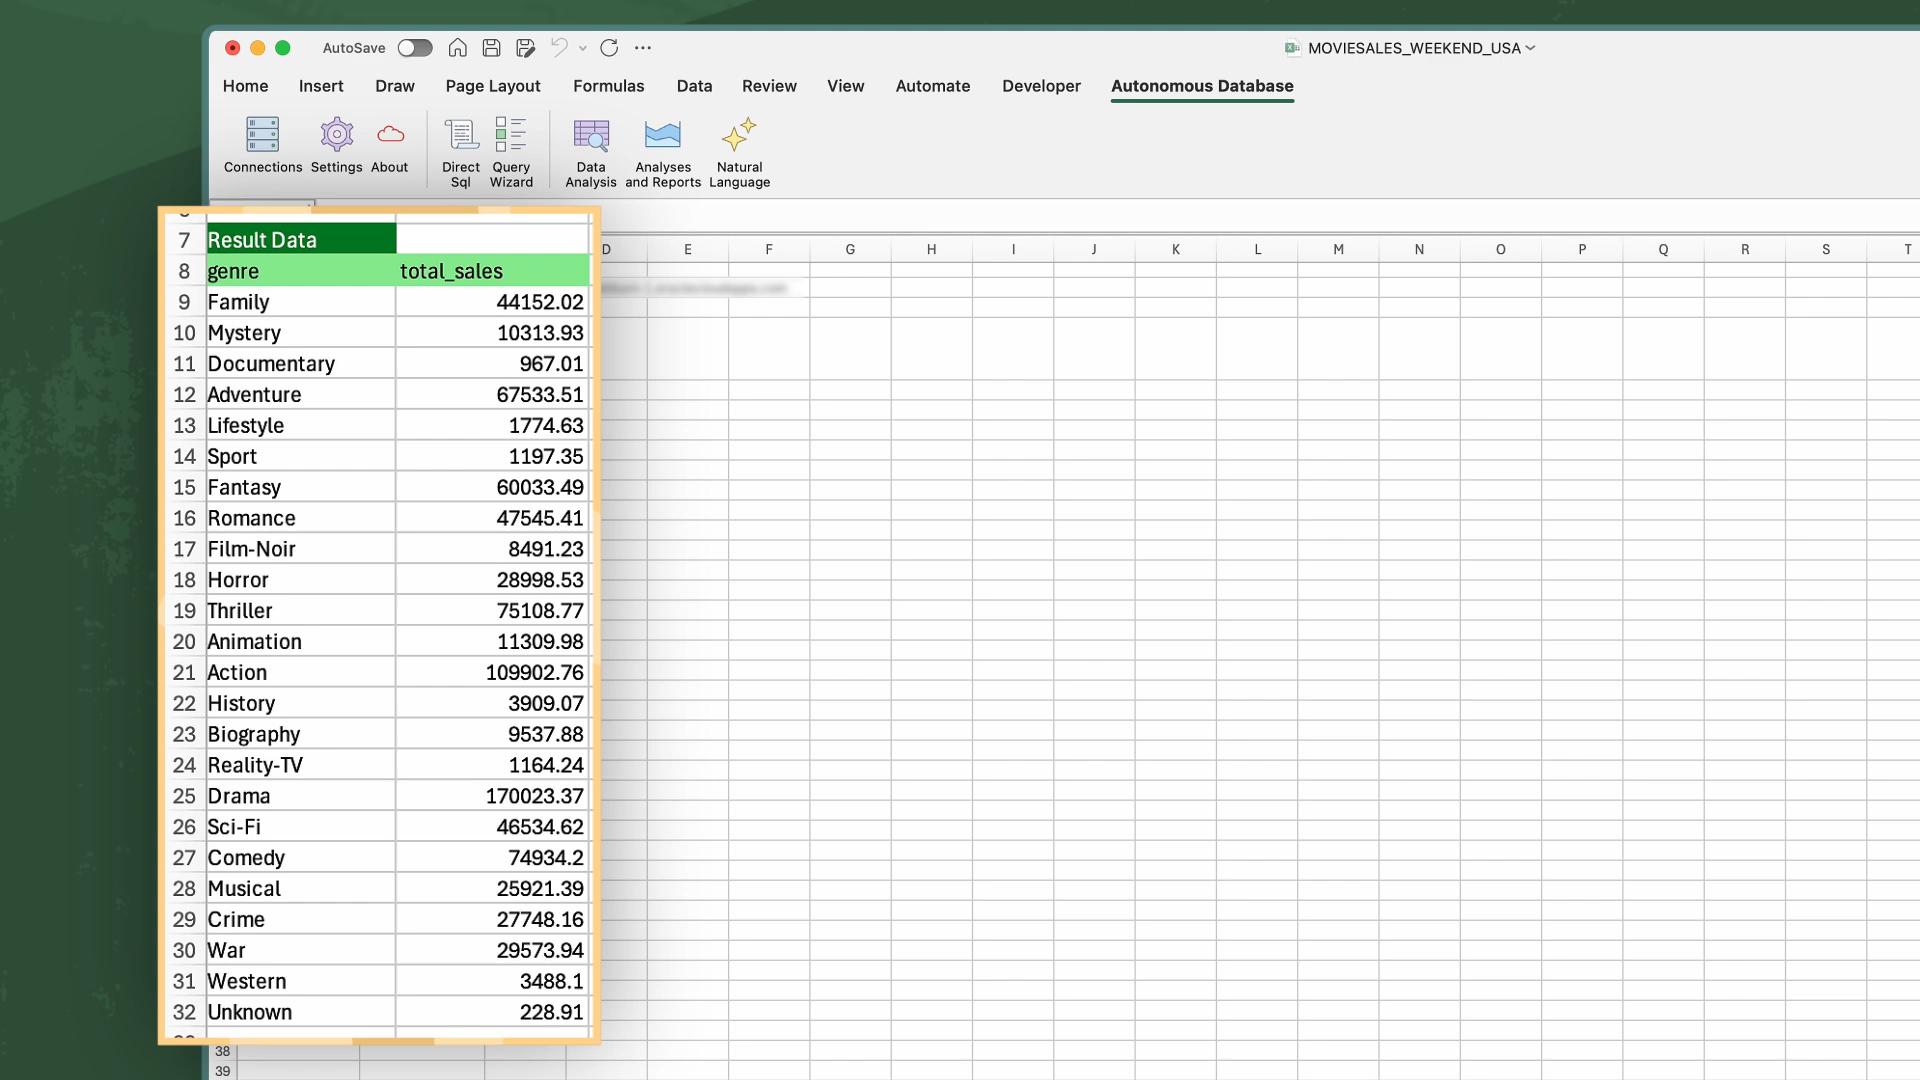 AutoSave
MOVIESALES_WEEKEND_USA
Home Insert Draw Page Layout Formulas Data Review View Automate Developer Autonomous Database
Connections Settings About Direct Sql Query Wizard Data Analysis Analyses and Reports Natural Language
D E F G H I J K L M N O P Q R S T
7 Result Data
8 genre total_sales
9 Family 44152.02
10 Mystery 10313.93
11 Documentary 967.01
12 Adventure 67533.51
13 Lifestyle 1774.63
14 Sport 1197.35
15 Fantasy 60033.49
16 Romance 47545.41
17 Film-Noir 8491.23
18 Horror 28998.53
19 Thriller 75108.77
20 Animation 11309.98
21 Action 109902.76
22 History 3909.07
23 Biography 9537.88
24 Reality-TV 1164.24
25 Drama 170023.37
26 Sci-Fi 46534.62
27 Comedy 74934.2
28 Musical 25921.39
29 Crime 27748.16
30 War 29573.94
31 Western 3488.1
32 Unknown 228.91
38
39